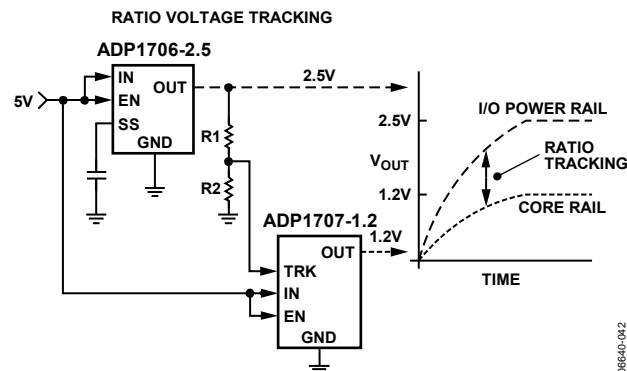 RATIO VOLTAGE TRACKING
ADP1706-2.5
5V
IN
EN
SS
OUT
GND
2.5V
R1
R2
ADP1707-1.2
OUT
1.2V
TRK
IN
EN
GND
I/O POWER RAIL
2.5V
RATIO
TRACKING
VOUT
1.2V
CORE RAIL
TIME
06640-042